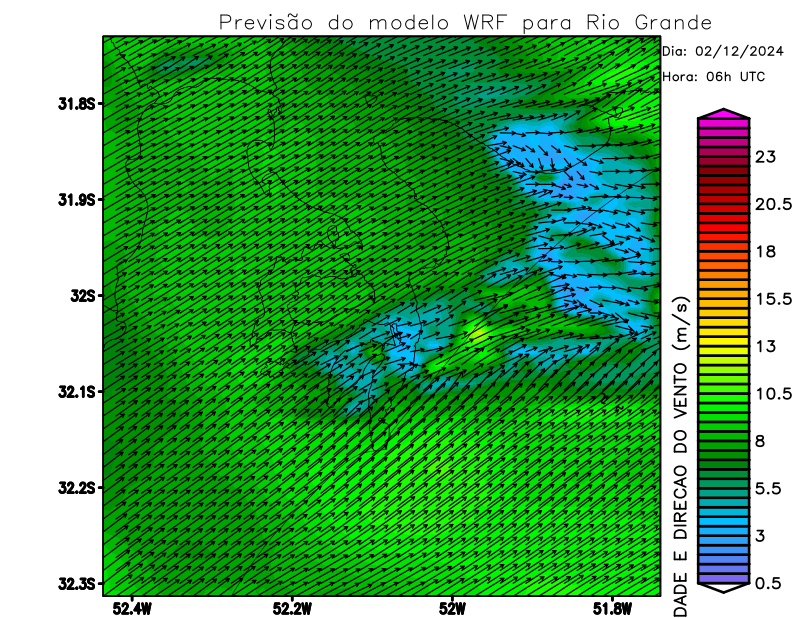 Previsão do modelo WRF para Rio Grande
Dia: 02/12/2024
Hora: 06h UTC
31.8S
31.9S
32S
32.1S
32.2S
32.3S
52.4W
52.2W
52W
51.8W
23
20.5
18
15.5
13
10.5
8
5.5
3
0.5
DADE E DIRECAO DO VENTO (m/s)